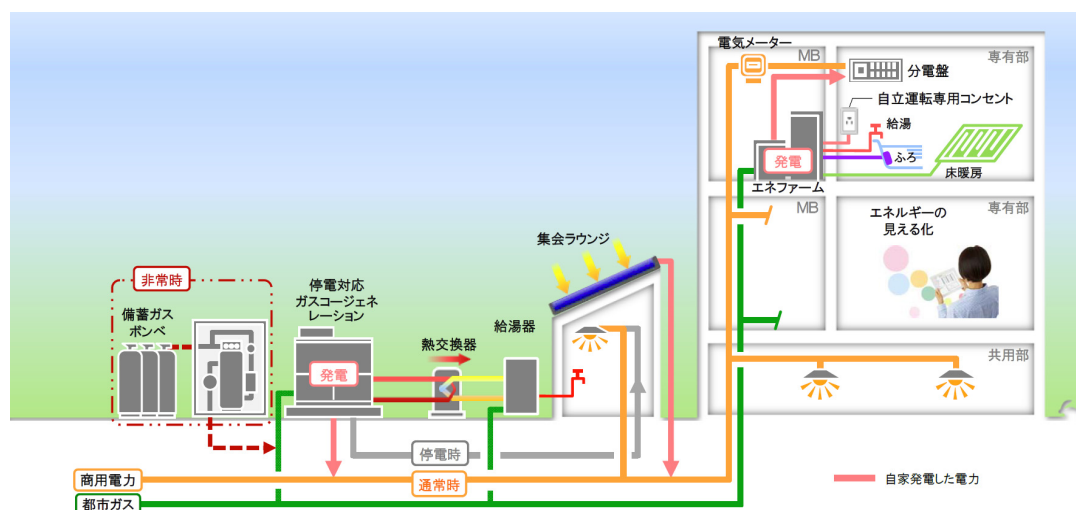 電気メーター
MB
専有部
分電盤
自立運転専用コンセント
給湯
発電
ふろ
床暖房
エネファーム
MB
専有部
エネルギーの
見える化
集会ラウンジ
非常時
停電対応
ガスコージェネ
レーション
備蓄ガス
ボンベ
給湯器
熱交換器
発電
共用部
停電時
商用電力
通常時
自家発電した電力
都市ガス